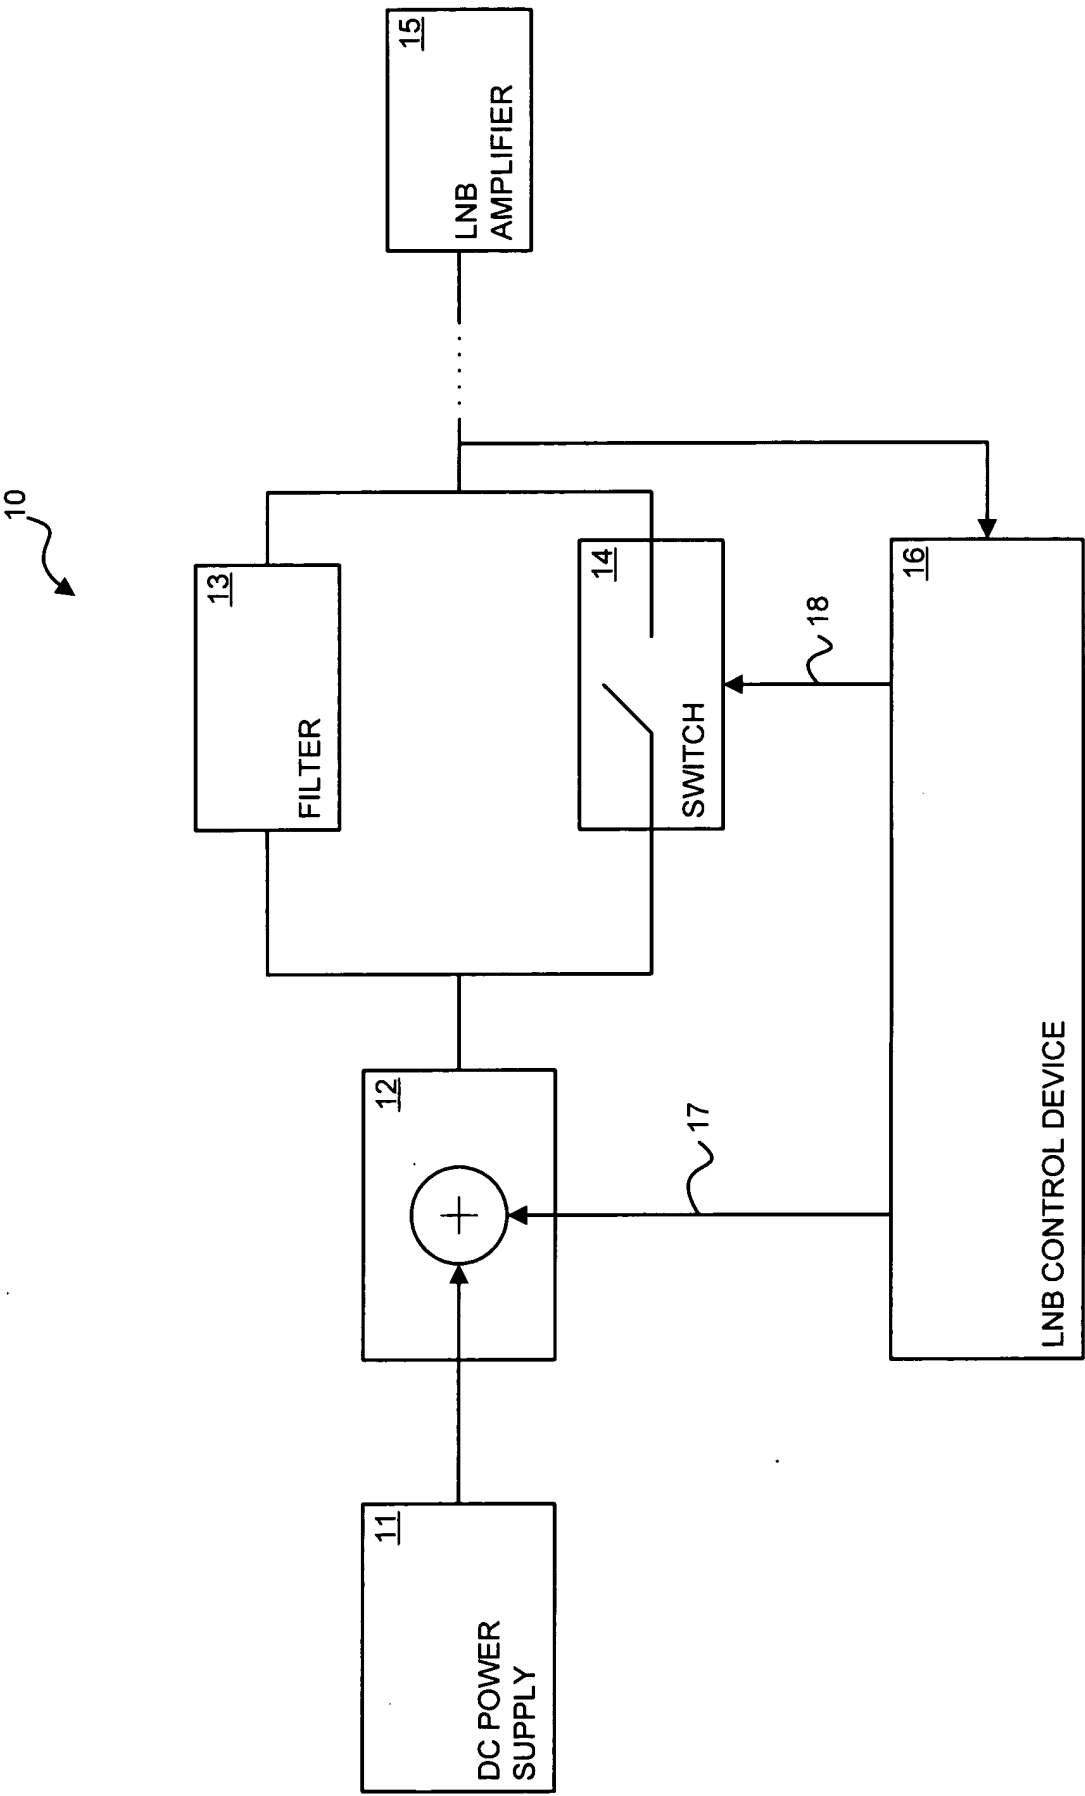 10
DC POWER
SUPPLY
11
12
FILTER
13
SWITCH
14
LNB
AMPLIFIER
15
17
18
LNB CONTROL DEVICE
16